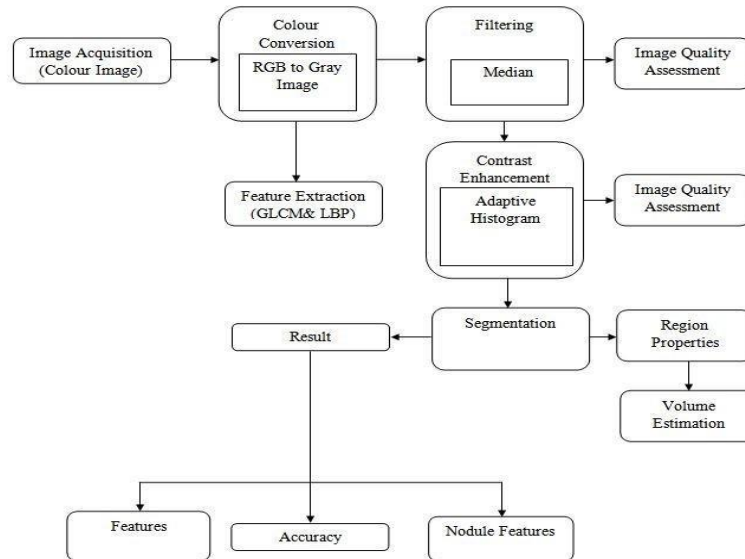 Image Acquisition
(Colour Image)
Colour
Conversion
RGB to Gray
Image
Filtering
Median
Image Quality
Assessment
Feature Extraction
(GLCM& LBP)
Contrast
Enhancement
Adaptive
Histogram
Image Quality
Assessment
Segmentation
Result
Region
Properties
Volume
Estimation
Features
Accuracy
Nodule Features